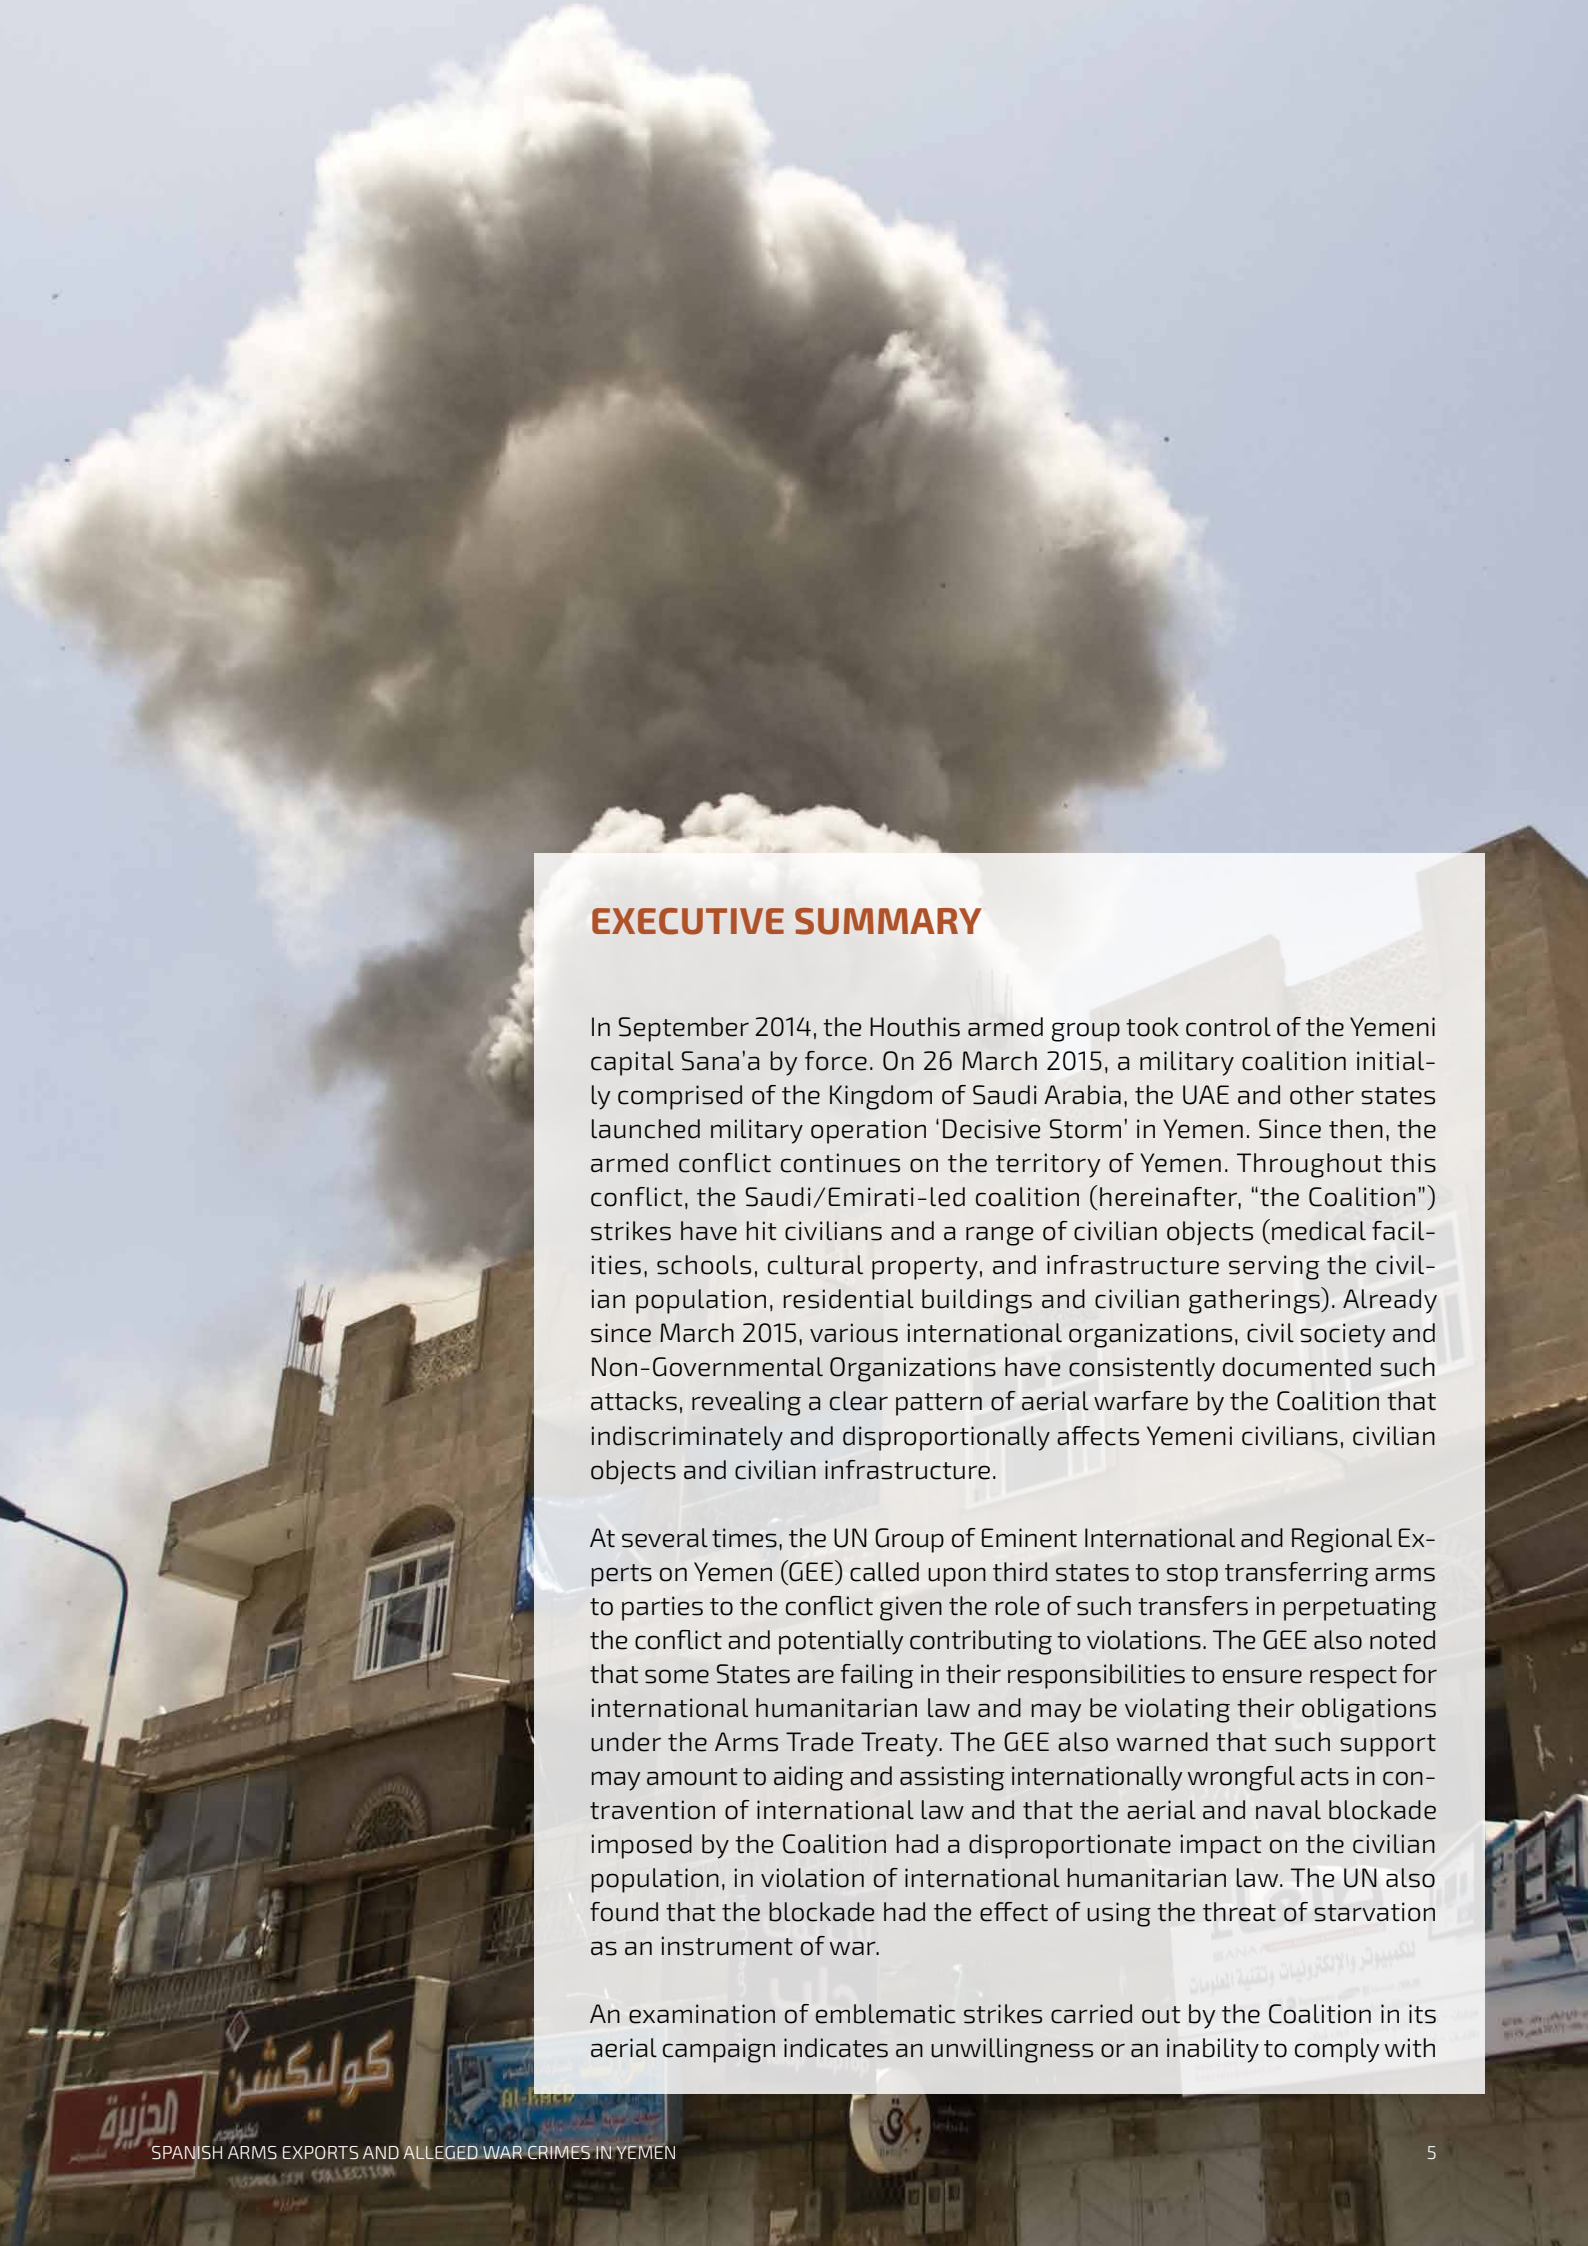 EXECUTIVE SUMMARY
In September 2014, the Houthis armed group took control of the Yemeni
capital Sana’a by force. On 26 March 2015, a military coalition initial-
ly comprised of the Kingdom of Saudi Arabia, the UAE and other states
launched military operation ‘Decisive Storm’ in Yemen. Since then, the
armed conflict continues on the territory of Yemen. Throughout this
conflict, the Saudi/Emirati-led coalition (hereinafter, “the Coalition”)
strikes have hit civilians and a range of civilian objects (medical facil-
ities, schools, cultural property, and infrastructure serving the civil-
ian population, residential buildings and civilian gatherings). Already
since March 2015, various international organizations, civil society and
Non-Governmental Organizations have consistently documented such
attacks, revealing a clear pattern of aerial warfare by the Coalition that
indiscriminately and disproportionally affects Yemeni civilians, civilian
objects and civilian infrastructure.
At several times, the UN Group of Eminent International and Regional Ex-
perts on Yemen (GEE) called upon third states to stop transferring arms
to parties to the conflict given the role of such transfers in perpetuating
the conflict and potentially contributing to violations. The GEE also noted
that some States are failing in their responsibilities to ensure respect for
international humanitarian law and may be violating their obligations
under the Arms Trade Treaty. The GEE also warned that such support
may amount to aiding and assisting internationally wrongful acts in con-
travention of international law and that the aerial and naval blockade
imposed by the Coalition had a disproportionate impact on the civilian
population, in violation of international humanitarian law. The UN also
found that the blockade had the effect of using the threat of starvation
as an instrument of war.
An examination of emblematic strikes carried out by the Coalition in its
aerial campaign indicates an unwillingness or an inability to comply with
صنعاء
SANAA
للكمبيوتر والإلكترونيات وتقنية المعلومات
كوليكشن
تكنولوجي
TECHNOLOGY COLLECTION
الجزيرة
AL-RAED
SPANISH ARMS EXPORTS AND ALLEGED WAR CRIMES IN YEMEN
5